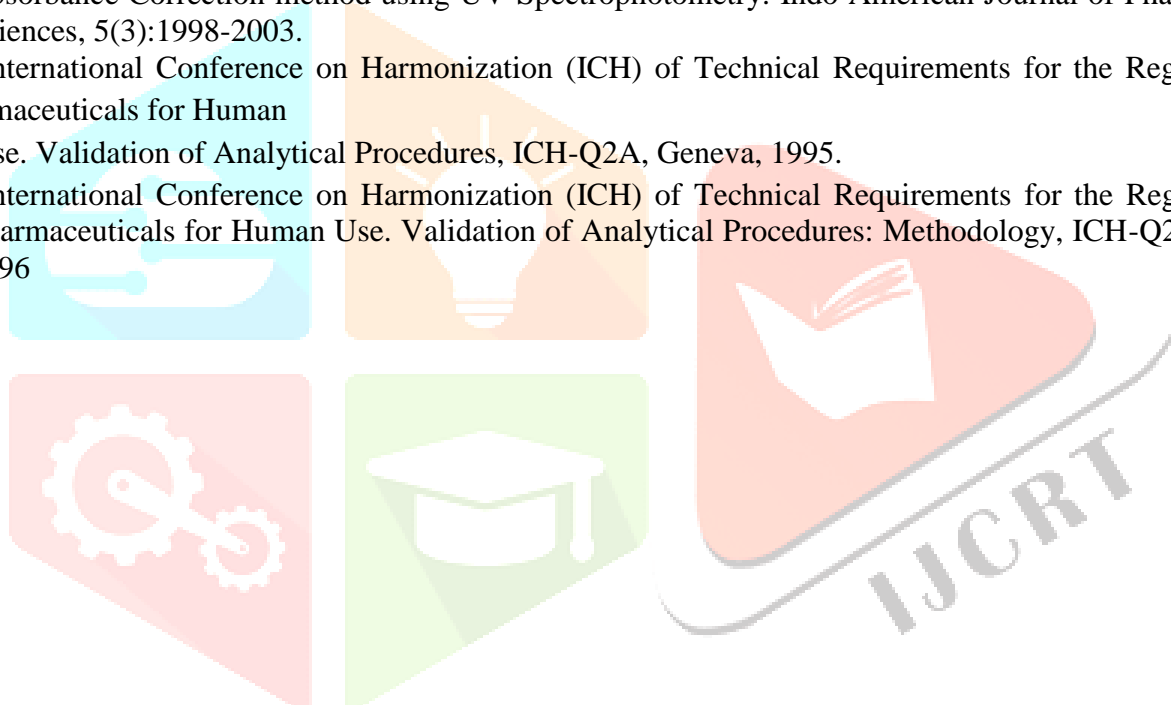 Absorbance Correction method using UV Spectrophotometry. Indo American Journal of
iences, 5(3):1998-2003.
nternational Conference on Harmonization (ICH) of Technical Requirements for the Reg
maceuticals for Human
se. Validation of Analytical Procedures, ICH-Q2A, Geneva, 1995.
nternational Conference on Harmonization (ICH) of Technical Requirements for the Reg
armaceuticals for Human Use. Validation of Analytical Procedures: Methodology, ICH-Q2
96
IJCRT